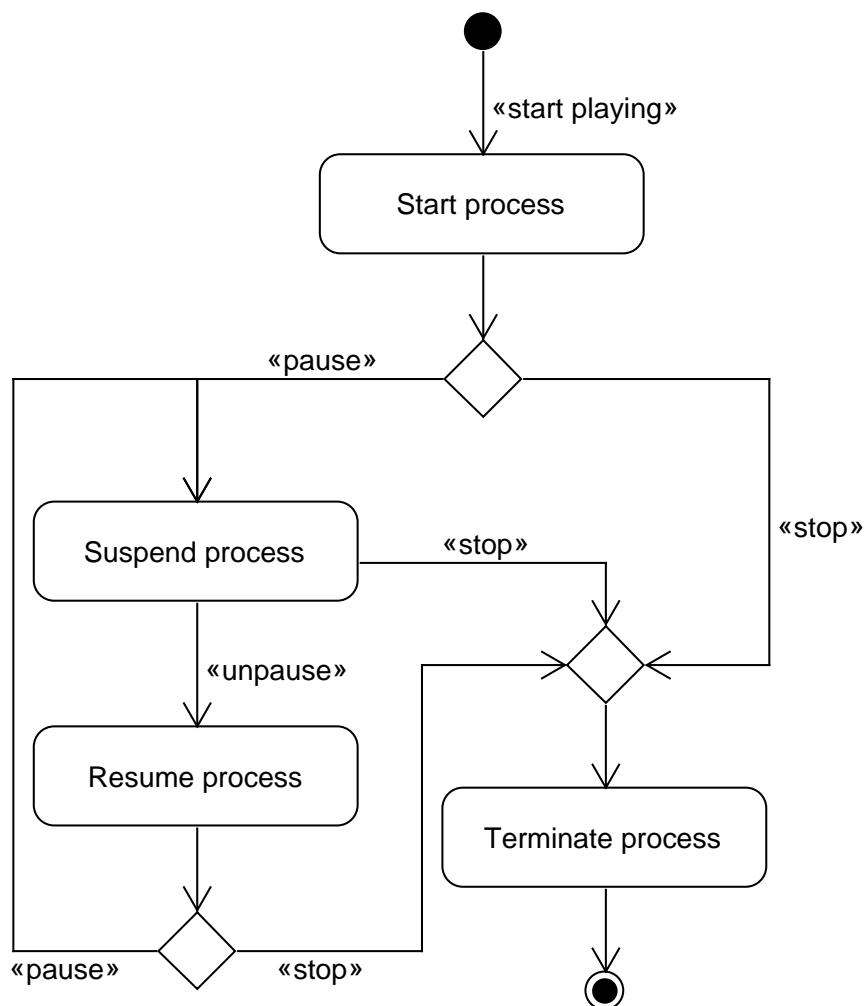 «start playing»
Start process
«pause»
«stop»
Suspend process
«stop»
«unpause»
Resume process
Terminate process
«pause»
«stop»